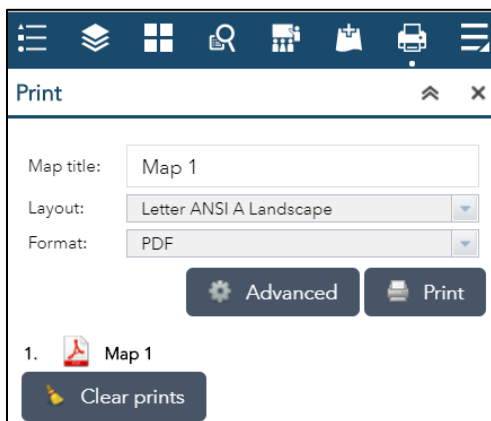 Print
Map title: Map 1
Layout: Letter ANSI A Landscape
Format: PDF
Advanced Print
1. Map 1
Clear prints